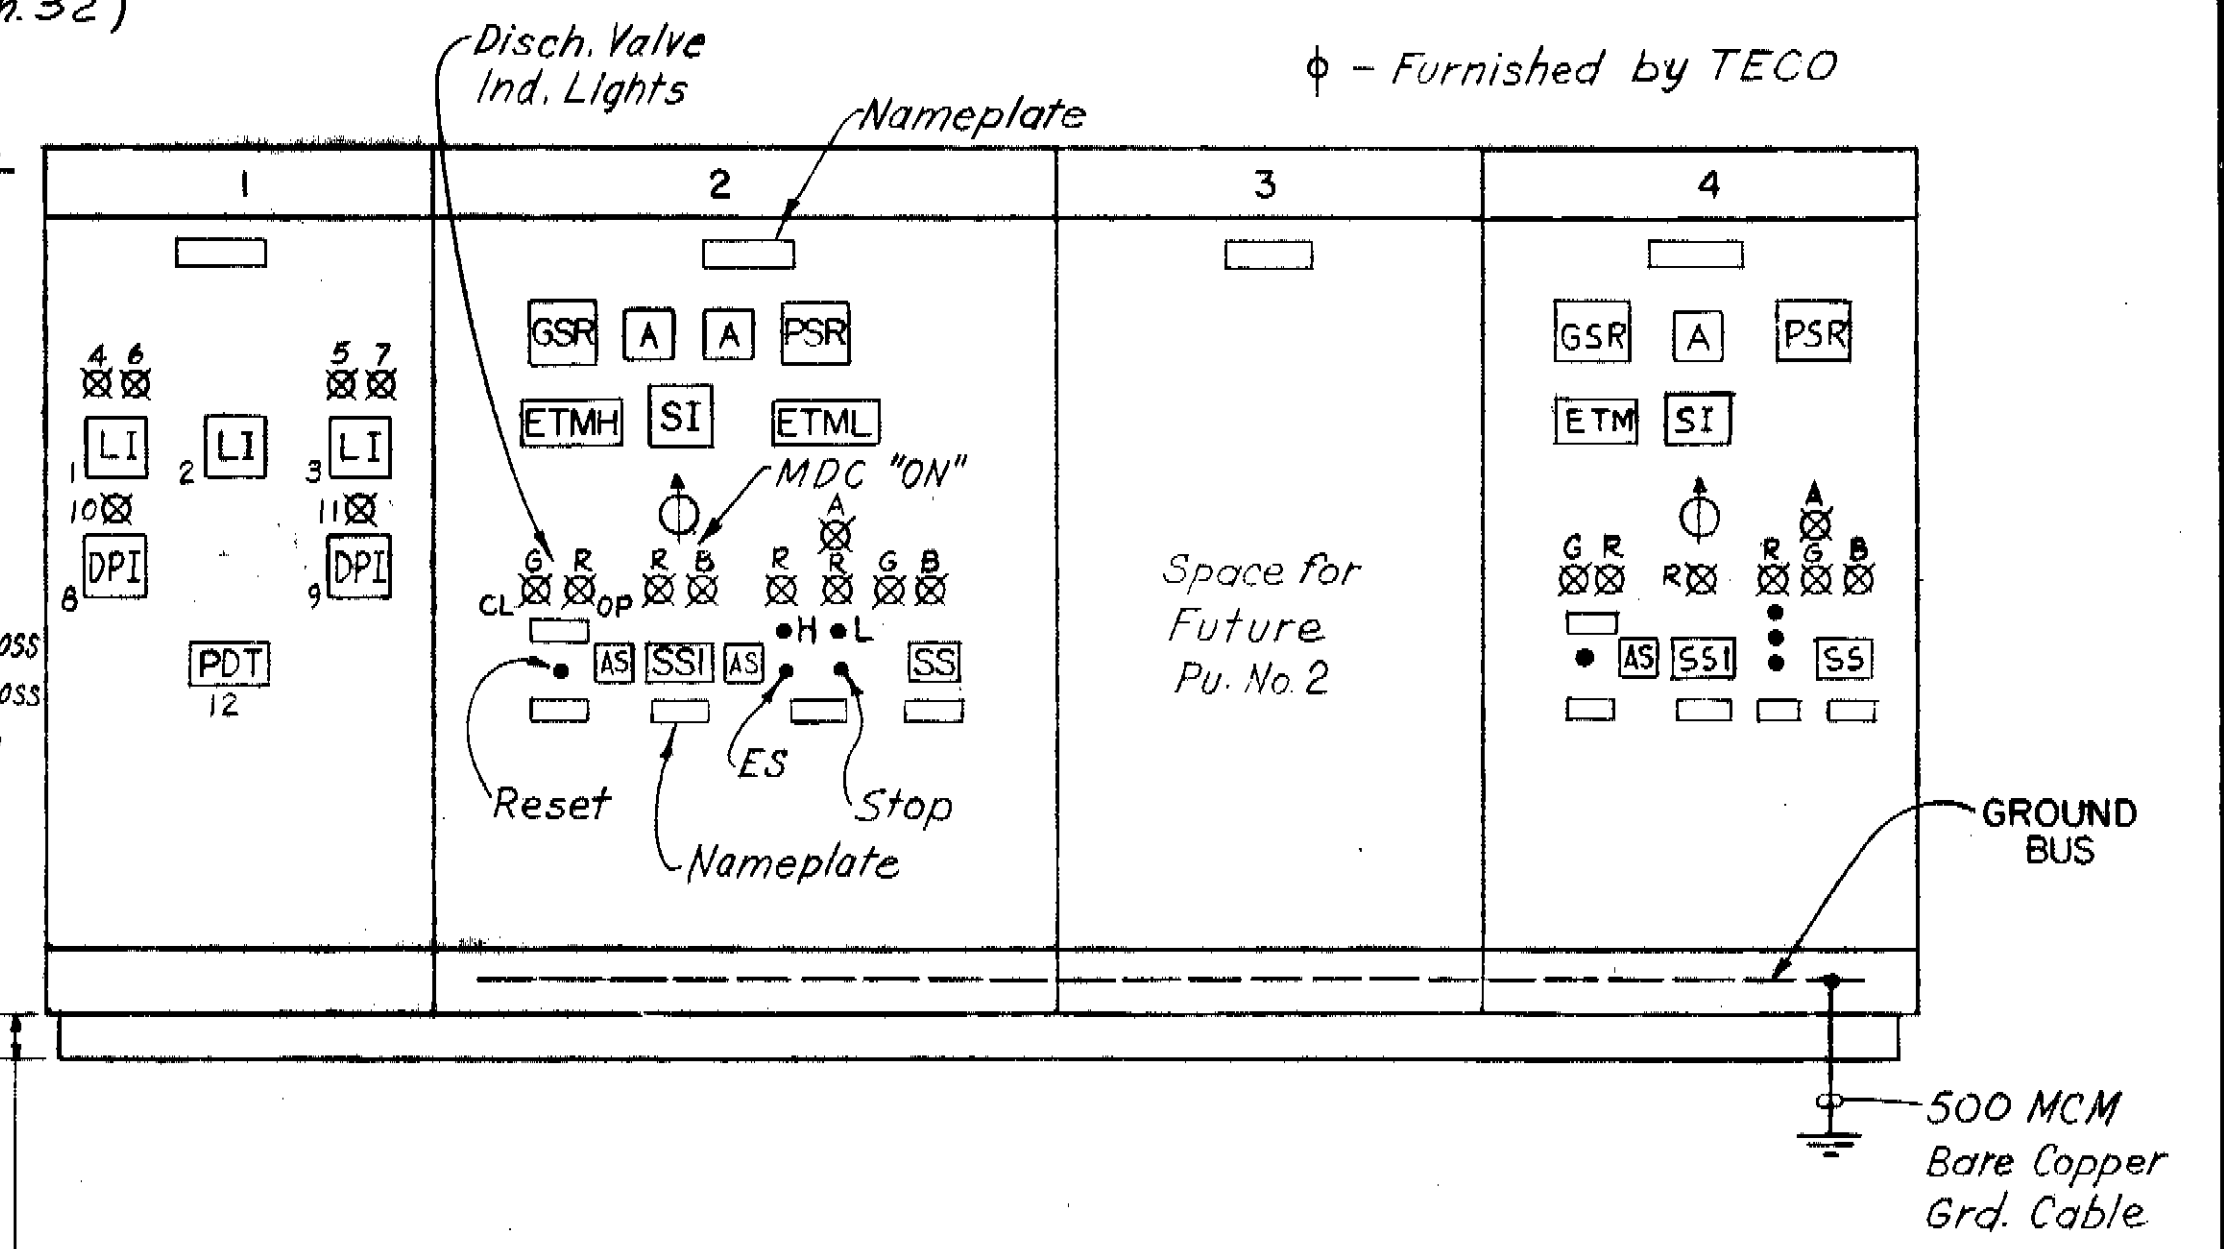 Disch. Valve
Ind. Lights
ϕ - Furnished by TECO
Nameplate
1 2 3 4
GSR A A PSR
GSR A PSR
4 6 5 7
LI LI LI
1 2 3
ETMH SI ETML
ETM SI
MDC "ON"
10 11
A
A
DPI DPI
8 9
G R R B R R G B
CL OP
G R R R G B
Space for
Future
Pu. No. 2
H L
oss
AS SSI AS SS
AS SSI SS
PDT
12
oss
ES
Reset
Stop
Nameplate
GROUND
BUS
500 MCM
Bare Copper
Grd. Cable